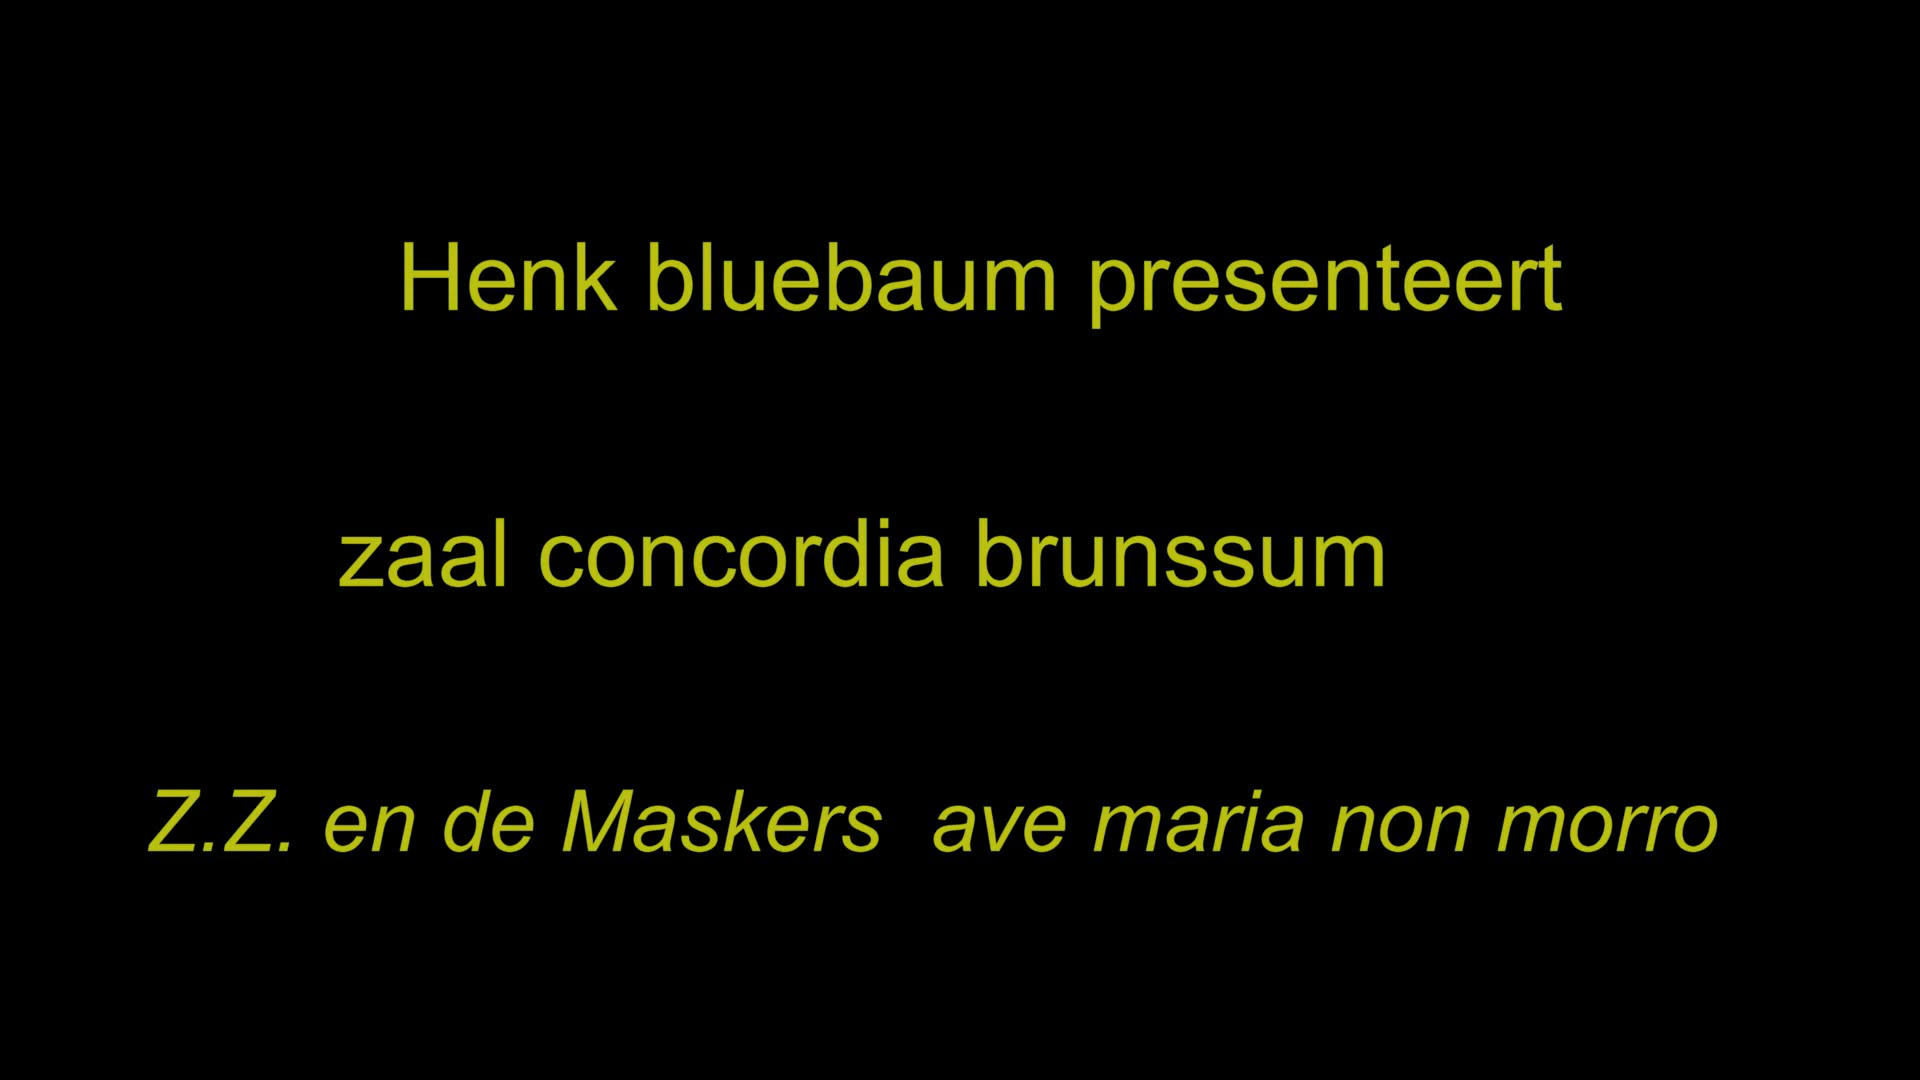 Henk bluebaum presenteert
zaal concordia brunssum
Z.Z. en de Maskers  ave maria non morro